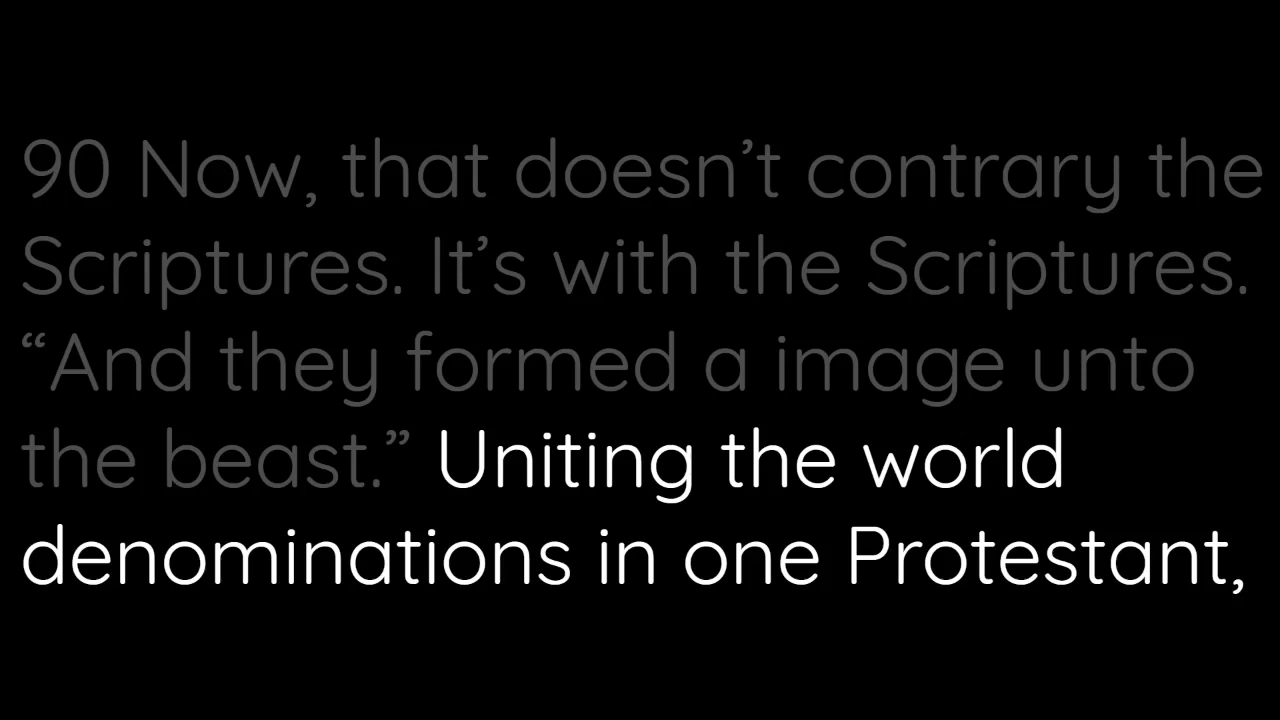 90 Now, that doesn’t contrary the
Scriptures. It’s with the Scriptures.
“And they formed a image unto
the beast.” Uniting the world
denominations in one Protestant,